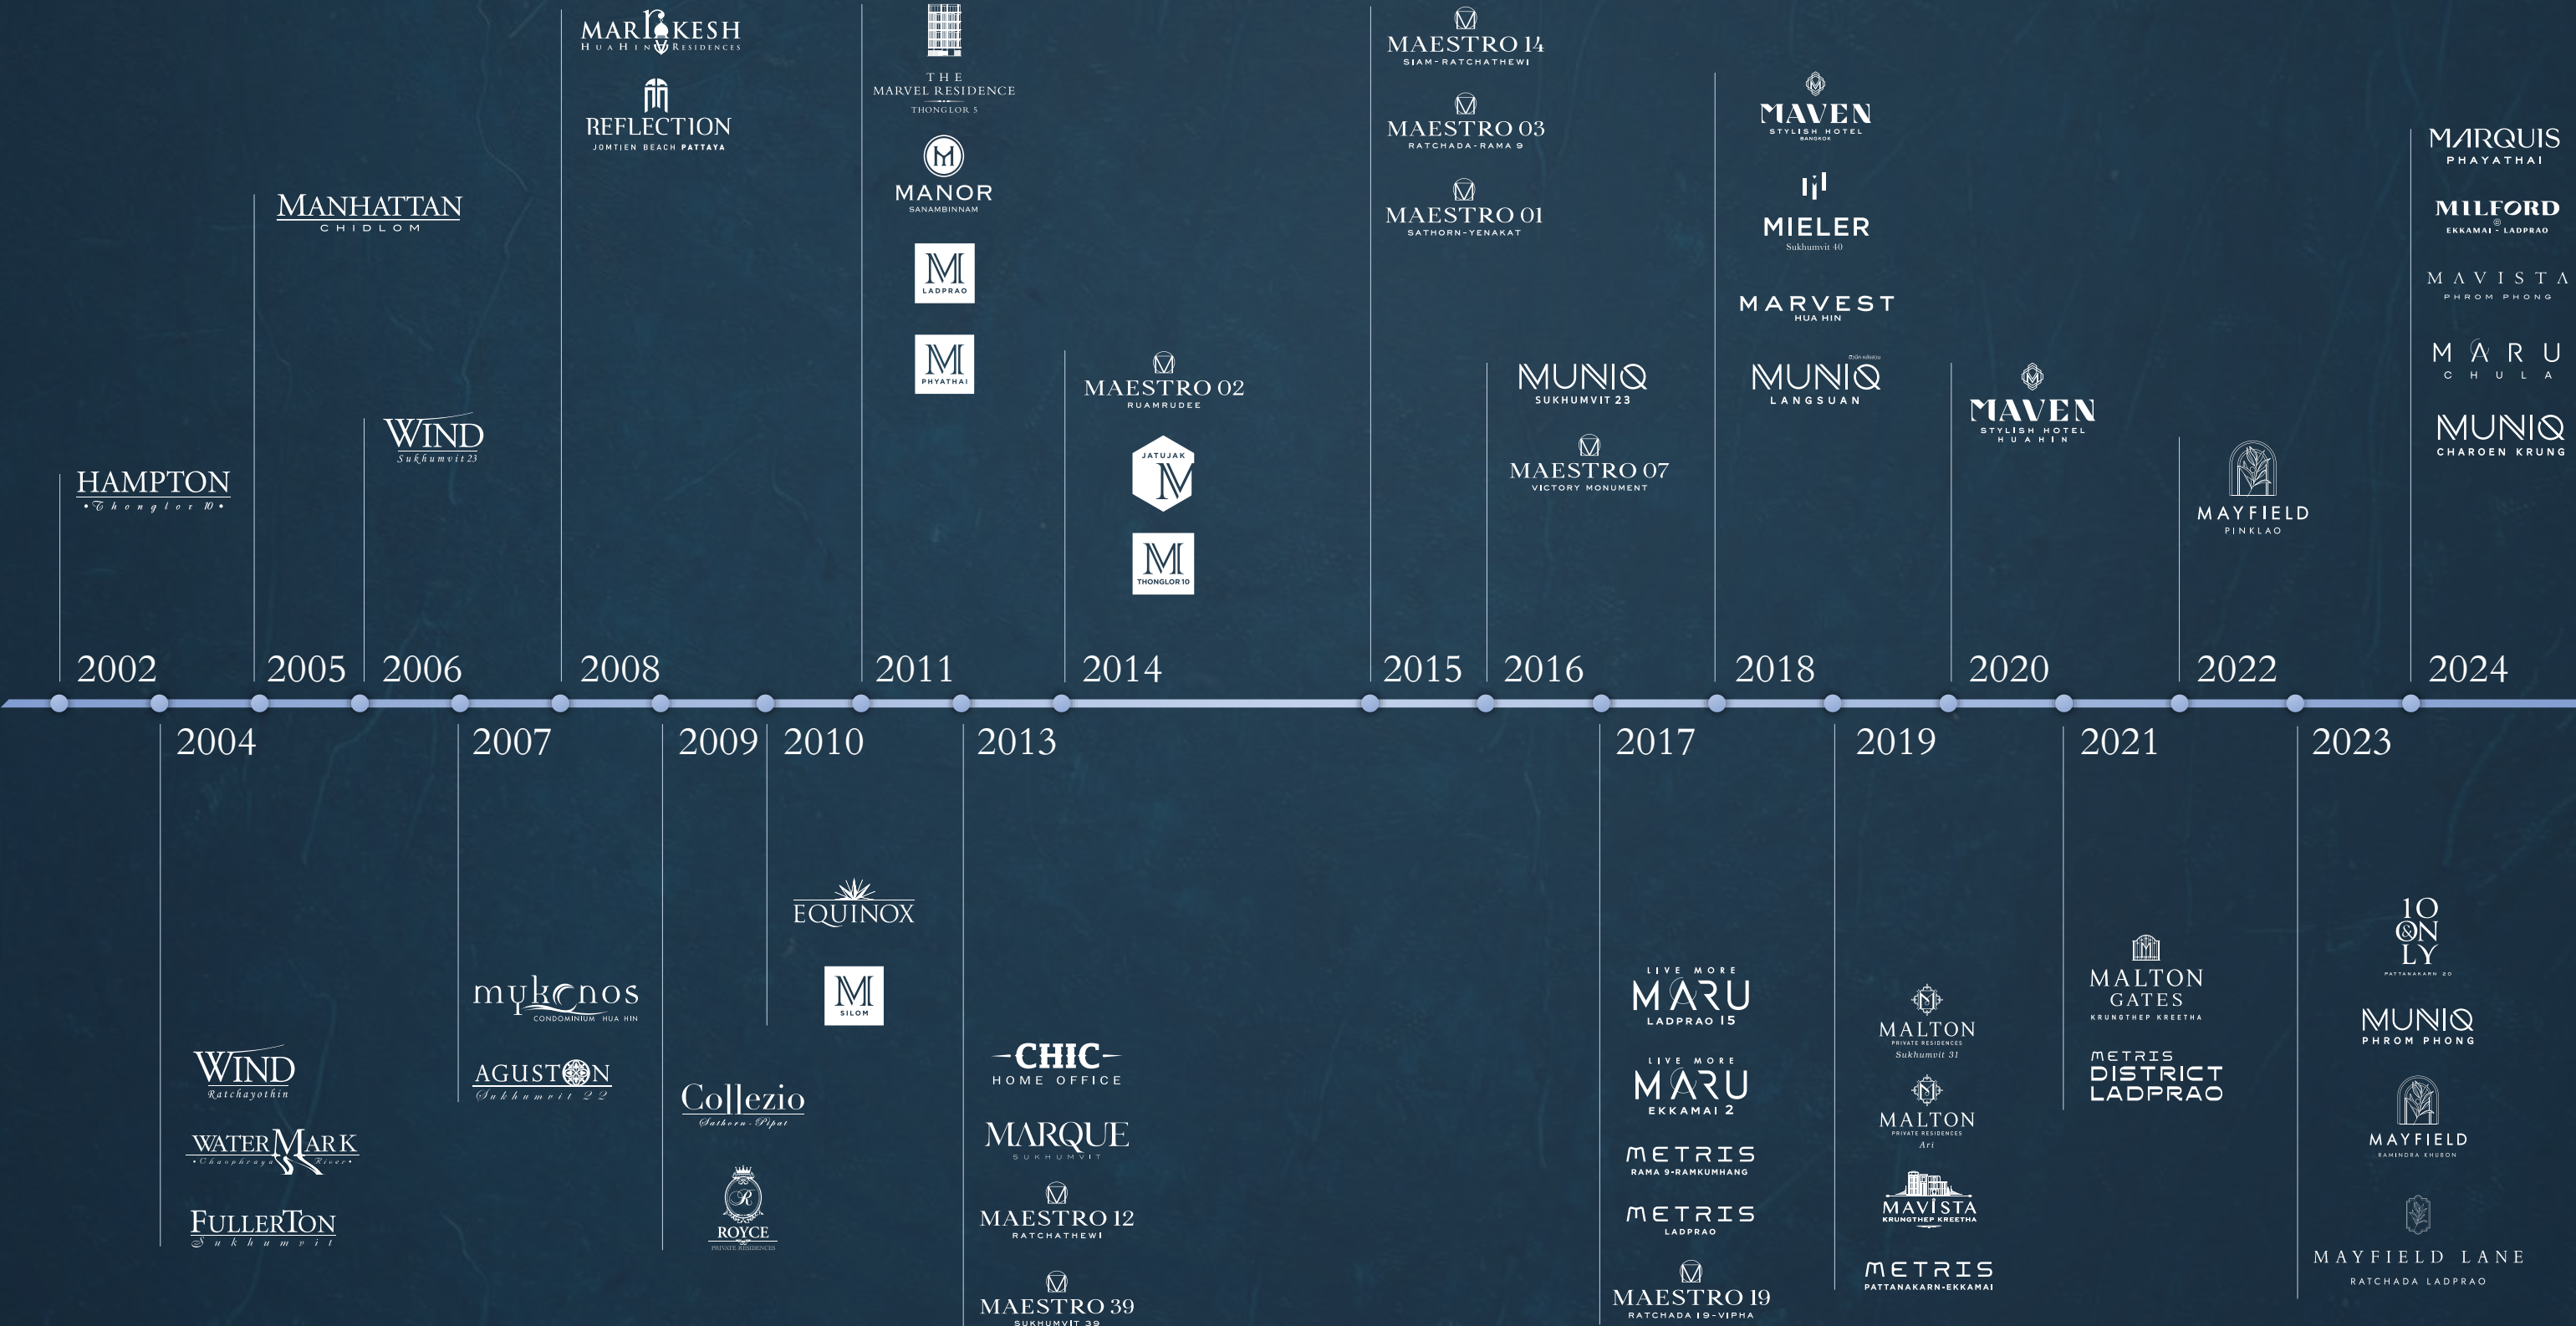 HAMPTON
Thonglor 10
2002
MANHATTAN
CHIDLOM
2005
WIND
Sukhumvit 23
2006
MARRAKESH
HUA HIN RESIDENCES
REFLECTION
JOMTIEN BEACH PATTAYA
2008
THE
MARVEL RESIDENCE
THONGLOR 5
M
MANOR
SANAMBINNAM
M
LADPRAO
M
PHYATHAI
2011
MAESTRO 02
RUAMRUDEE
JATUJAK
M
M
THONGLOR 10
2014
MAESTRO 14
SIAM-RATCHATHEWI
MAESTRO 03
RATCHADA-RAMA 9
MAESTRO 01
SATHORN-YENAKAT
2015
MUNIQ
SUKHUMVIT 23
MAESTRO 07
VICTORY MONUMENT
2016
MAVEN
STYLISH HOTEL
BANGKOK
MIELER
Sukhumvit 40
MARVEST
HUA HIN
MUNIQ
LANGSUAN
2018
MAVEN
STYLISH HOTEL
HUAHIN
2020
MAYFIELD
PINKLAO
2022
MARQUIS
PHAYATHAI
MILFORD
EKKAMAI - LADPRAO
MAVISTA
PHROM PHONG
MARU
CHULA
MUNIQ
CHAROEN KRUNG
2024
2004
WIND
Ratchayothin
WATERMARK
Chaophraya River
FULLERTON
Sukhumvit
2007
mykonos
CONDOMINIUM HUA HIN
AGUSTON
Sukhumvit 22
2009
Collezio
Sathorn-Pipat
R
ROYCE
PRIVATE RESIDENCES
2010
EQUINOX
M
SILOM
2013
CHIC
HOME OFFICE
MARQUE
SUKHUMVIT
MAESTRO 12
RATCHATHEWI
MAESTRO 39
SUKHUMVIT 39
2017
LIVE MORE
MARU
LADPRAO 15
LIVE MORE
MARU
EKKAMAI 2
METRIS
RAMA 9-RAMKUMHANG
METRIS
LADPRAO
MAESTRO 19
RATCHADA 19-VIPHA
2019
MALTON
PRIVATE RESIDENCES
Sukhumvit 31
MALTON
PRIVATE RESIDENCES
Ari
MAVISTA
KRUNGTHEP KREETHA
METRIS
PATTANAKARN-EKKAMAI
2021
MALTON
GATES
KRUNGTHEP KREETHA
METRIS
DISTRICT
LADPRAO
2023
10
&ON
LY
PATTANAKARN 20
MUNIQ
PHROM PHONG
MAYFIELD
RAMINDRA KHUBON
MAYFIELD LANE
RATCHADA LADPRAO